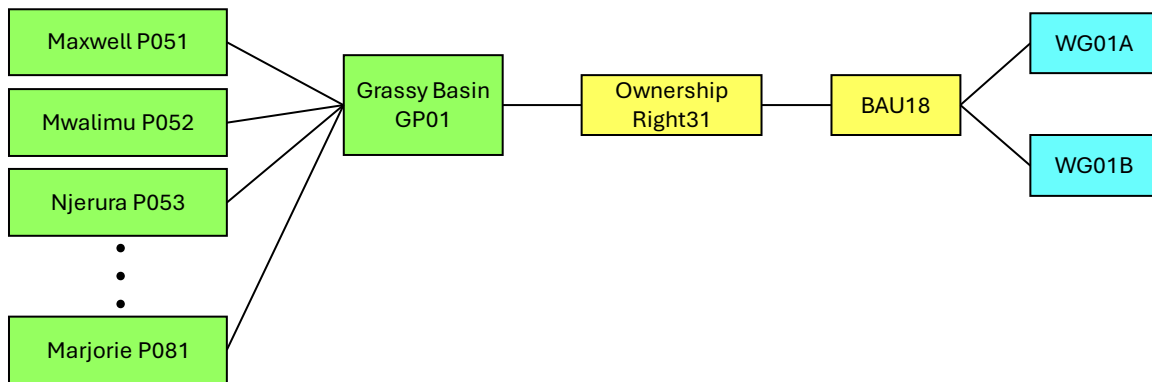 Maxwell P051
Mwalimu P052
Njerura P053
Marjorie P081
Grassy Basin
GP01
Ownership
Right31
BAU18
WG01A
WG01B